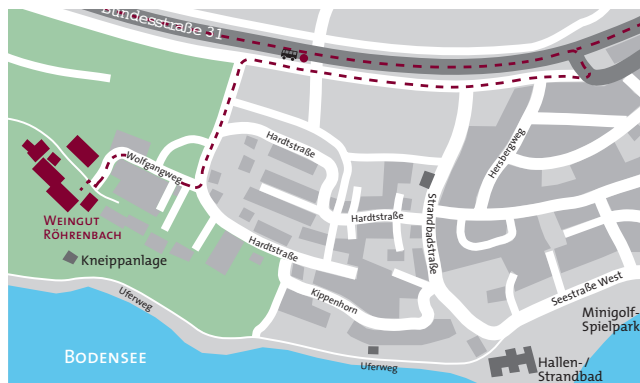 Bundesstraße 31
Hardtstraße
Wolfgangweg
Hersbergweg
Strandbadstraße
Hardtstraße
WEINGUT
RÖHRENBACH
Hardtstraße
Kneippanlage
Seestraße West
Kippenhorn
Uferweg
Minigolf-
Spielpark
BODENSEE
Uferweg
Hallen-/
Strandbad